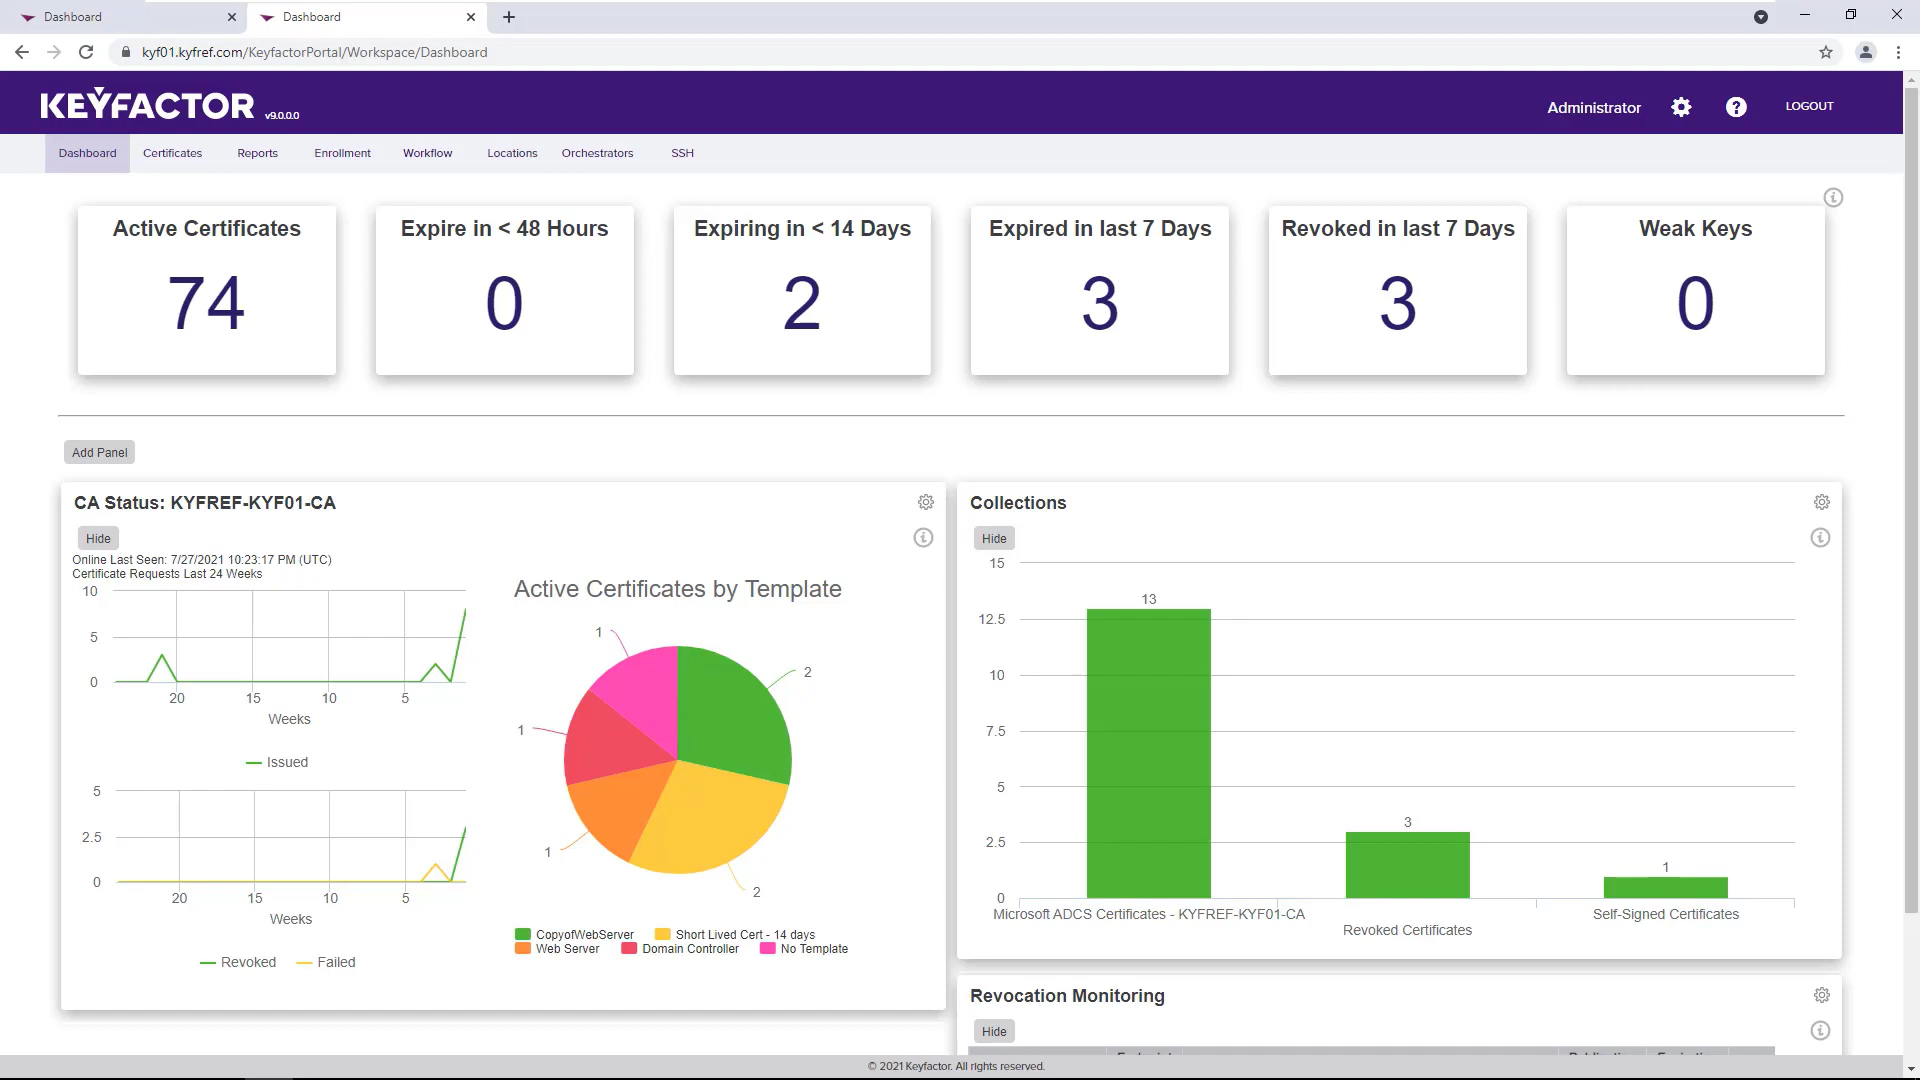 Dashboard
Dashboard
kyf01.kyfref.com/KeyfactorPortal/Workspace/Dashboard
KEYFACTOR v9.0.0.0
Administrator
LOGOUT
Dashboard Certificates Reports Enrollment Workflow Locations Orchestrators SSH
Active Certificates
74
Expire in < 48 Hours
0
Expiring in < 14 Days
2
Expired in last 7 Days
3
Revoked in last 7 Days
3
Weak Keys
0
Add Panel
CA Status: KYFREF-KYF01-CA
Hide
Online Last Seen: 7/27/2021 10:23:17 PM (UTC)
Certificate Requests Last 24 Weeks
10
5
0
20 15 10 5
Weeks
Issued
5
2.5
0
20 15 10 5
Weeks
Revoked Failed
Active Certificates by Template
1
2
1
1
2
CopyofWebServer Short Lived Cert - 14 days
Web Server Domain Controller No Template
Collections
Hide
15
12.5
10
7.5
5
2.5
0
13
3
1
Microsoft ADCS Certificates - KYFREF-KYF01-CA
Revoked Certificates
Self-Signed Certificates
Revocation Monitoring
Hide
© 2021 Keyfactor. All rights reserved.